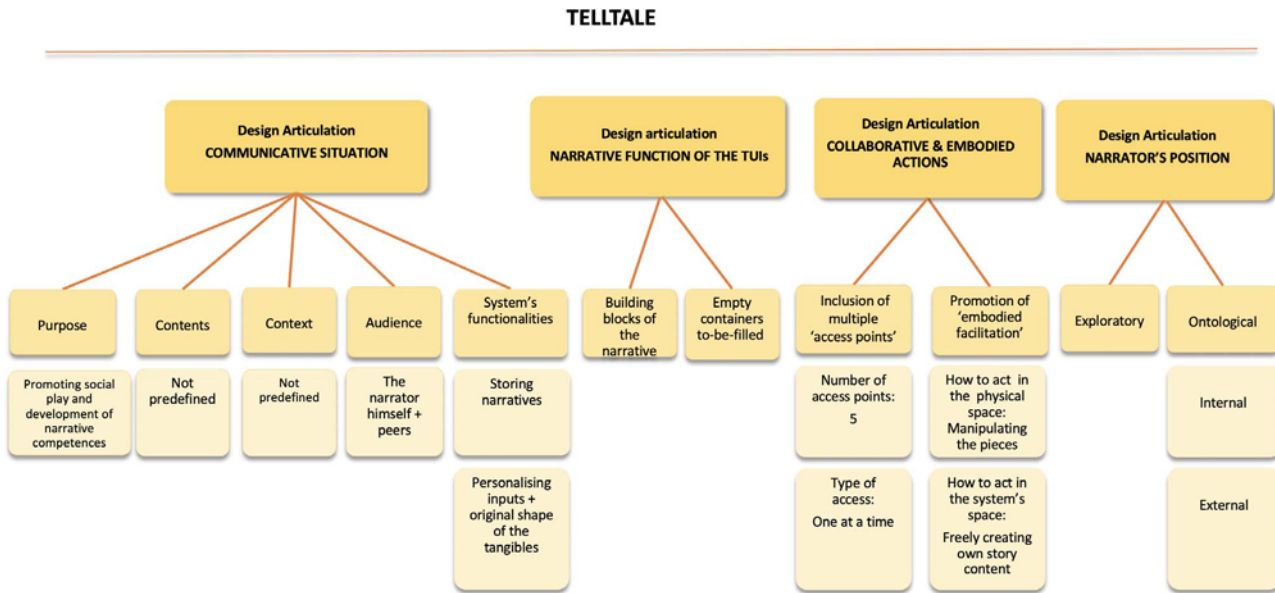 TELLTALE
Design Articulation
COMMUNICATIVE SITUATION
Design articulation
NARRATIVE FUNCTION OF THE TUIs
Design Articulation
COLLABORATIVE & EMBODIED
ACTIONS
Design Articulation
NARRATOR'S POSITION
Purpose
Contents
Context
Audience
System's
functionalities
Building
blocks of
the
narrative
Empty
containers
to-be-filled
Inclusion of
multiple
'access points'
Promotion of
'embodied
facilitation'
Exploratory
Ontological
Promoting social
play and
development of
narrative
competences
Not
predefined
Not
predefined
The
narrator
himself +
peers
Storing
narratives
Number of
access points:
5
How to act in
the physical
space:
Manipulating
the pieces
Internal
Personalising
inputs +
original shape
of the
tangibles
Type of
access:
One at a time
How to act in
the system's
space:
Freely creating
own story
content
External